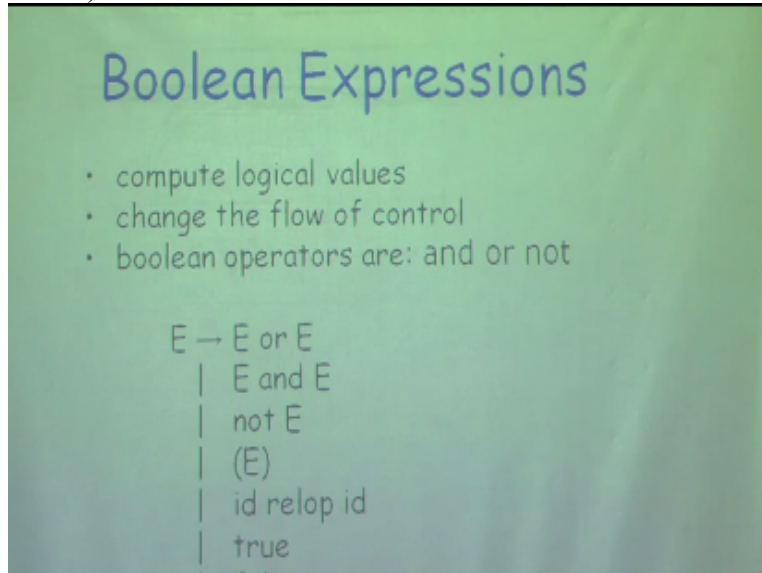 Boolean Expressions
• compute logical values
• change the flow of control
• boolean operators are: and or not
E → E or E
| E and E
| not E
| (E)
| id relop id
| true